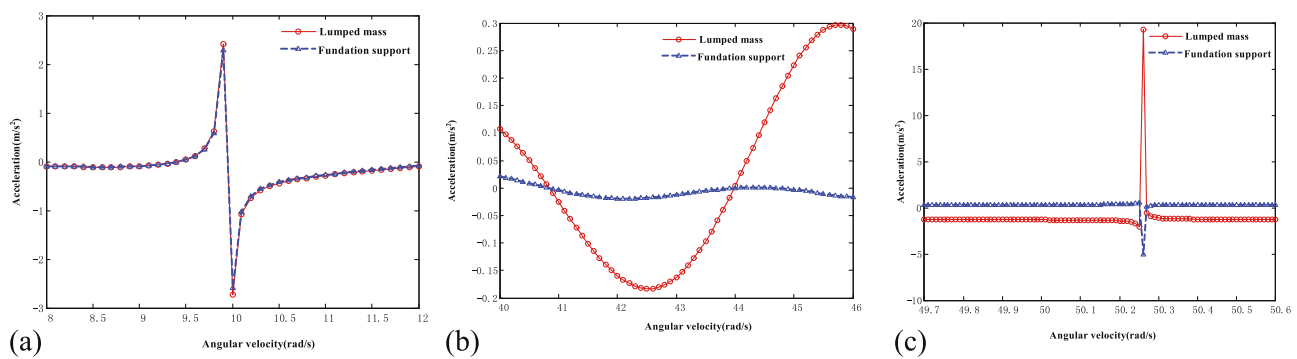 3
2
1
0
-1
-2
-3
8 8.5 9 9.5 10 10.5 11 11.5 12
Acceleration(m/s²)
Angular velocity(rad/s)
Lumped mass
Fundation support
(a)
0.3
0.25
0.2
0.15
0.1
0.05
0
-0.05
-0.1
-0.15
-0.2
40 41 42 43 44 45 46
Acceleration(m/s²)
Angular velocity(rad/s)
Lumped mass
Fundation support
(b)
20
15
10
5
0
-5
-10
49.7 49.8 49.9 50 50.1 50.2 50.3 50.4 50.5 50.6
Acceleration(m/s²)
Angular velocity(rad/s)
Lumped mass
Fundation support
(c)